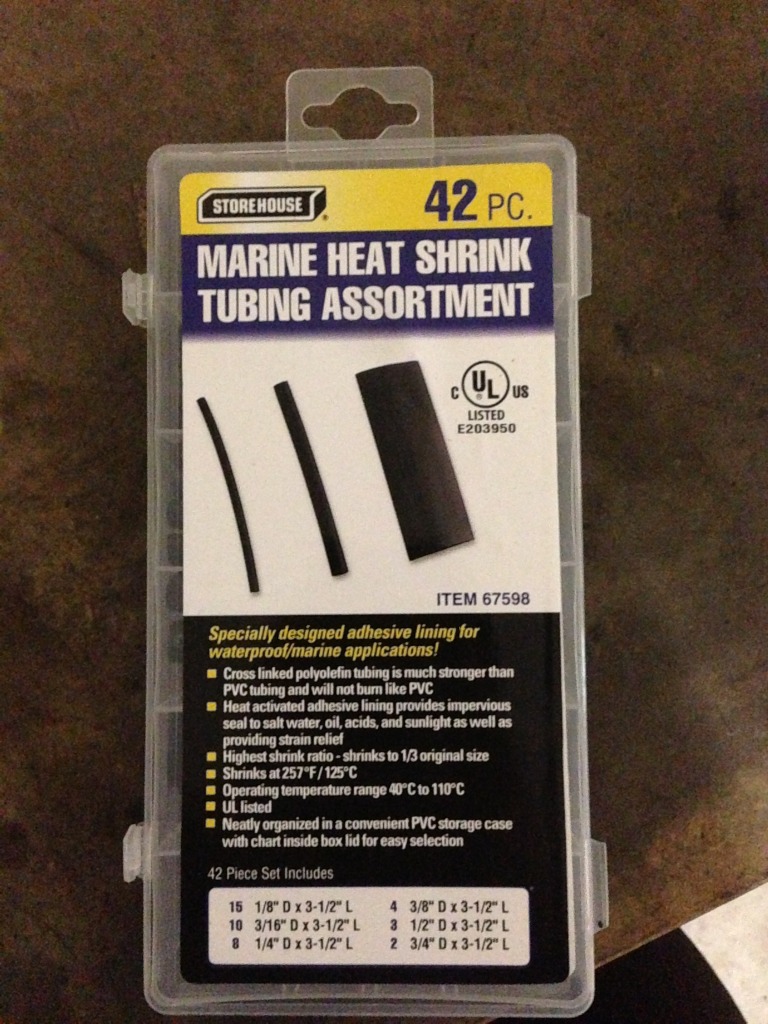 STOREHOUSE®
42 PC.
MARINE HEAT SHRINK
TUBING ASSORTMENT
C UL® US
LISTED
E203950
ITEM 67598
Specially designed adhesive lining for
waterproof/marine applications!
Cross linked polyolefin tubing is much stronger than
PVC tubing and will not burn like PVC
Heat activated adhesive lining provides impervious
seal to salt water, oil, acids, and sunlight as well as
providing strain relief
Highest shrink ratio - shrinks to 1/3 original size
Shrinks at 257°F / 125°C
Operating temperature range 40°C to 110°C
UL listed
Neatly organized in a convenient PVC storage case
with chart inside box lid for easy selection
42 Piece Set Includes
15 1/8" D x 3-1/2" L
10 3/16" D x 3-1/2" L
8 1/4" D x 3-1/2" L
4 3/8" D x 3-1/2" L
3 1/2" D x 3-1/2" L
2 3/4" D x 3-1/2" L